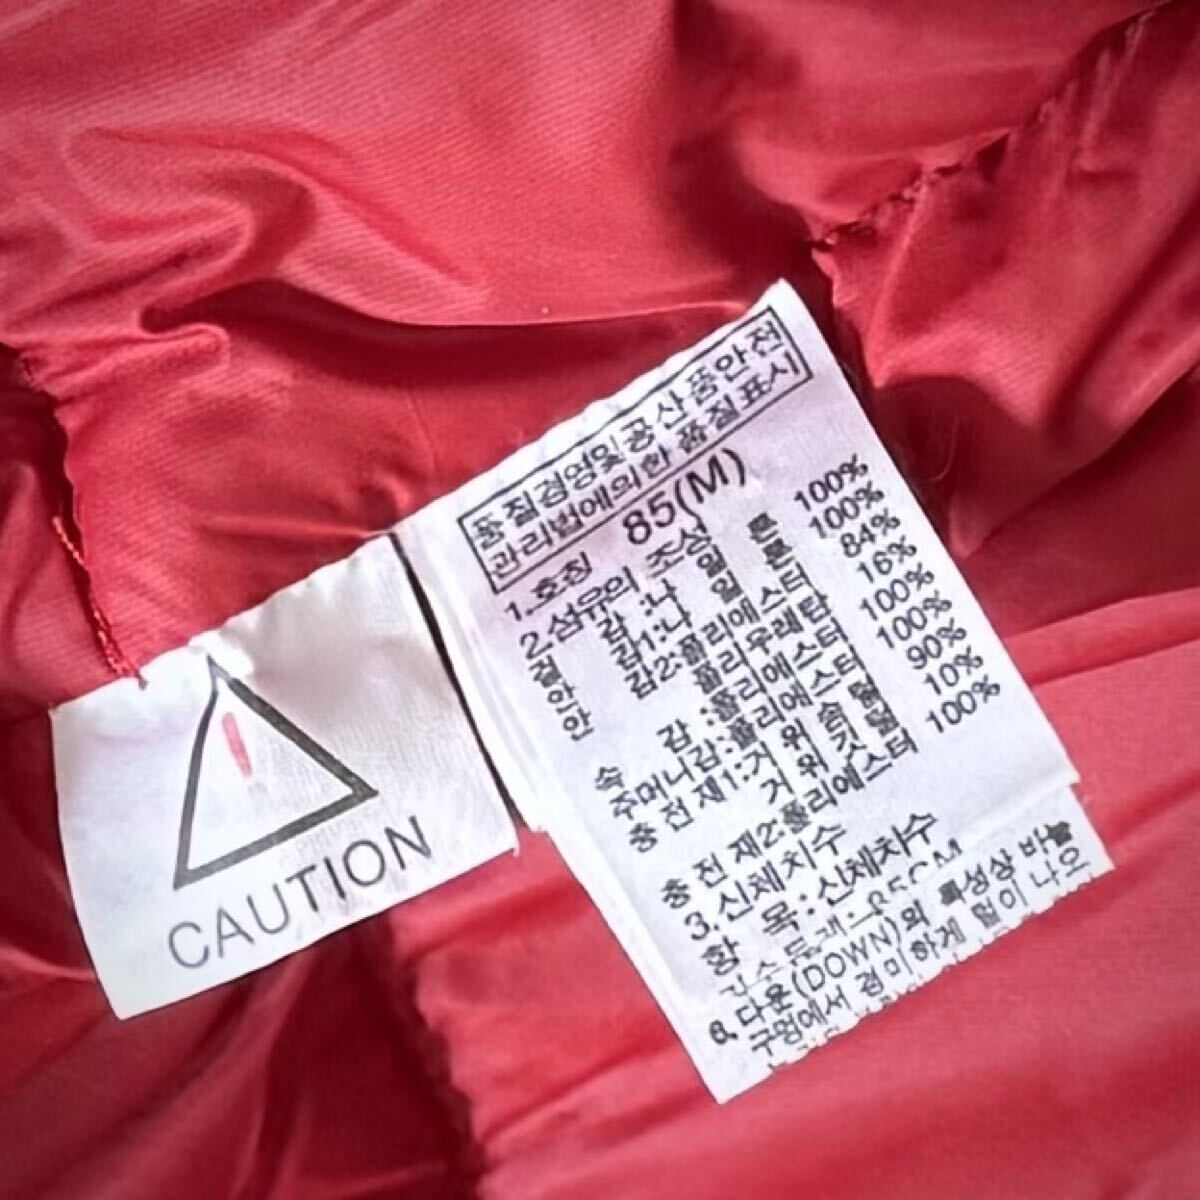 CAUTION
품질경영및공산품안전
관리법에의한 품질표시
1.호칭 85(M)
2.섬유의 조성
겉 감:나 일 론 100%
안 감1:나 일 론 100%
안 감2:폴리에스터 84%
폴리우레탄 16%
속 감:폴리에스터 100%
주머니감:폴리에스터 100%
충 전 재1:거 위 솜 털 90%
거 위 깃 털 10%
충 전 재2:폴리에스터 100%
3.신체치수
항 목:신체치수
85CM
6.다운(DOWN)의 특성상 바늘
구멍에서 경미하게 털이 나오